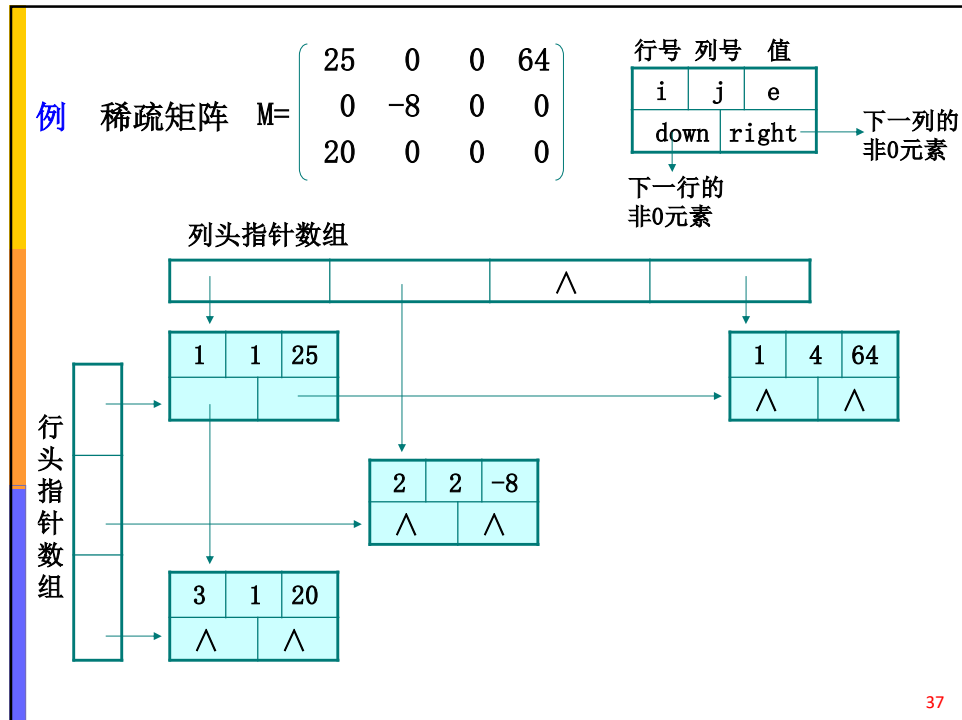 例 稀疏矩阵 M=
25 0 0 64
0 -8 0 0
20 0 0 0
行号 列号 值
i j e
down right
下一列的
非0元素
下一行的
非0元素
列头指针数组
∧
1 1 25
1 4 64
∧ ∧
行头指针数组
2 2 -8
∧ ∧
3 1 20
∧ ∧
37